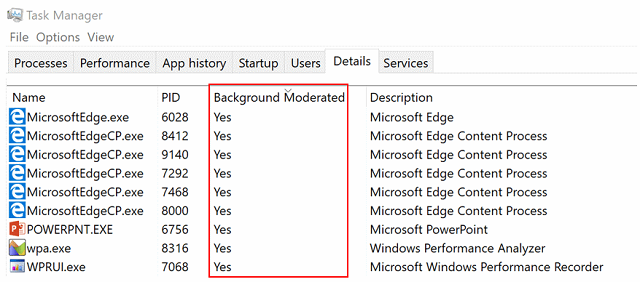 Task Manager
File Options View
Processes Performance App history Startup Users Details Services
Name PID Background Moderated Description
MicrosoftEdge.exe 6028 Yes Microsoft Edge
MicrosoftEdgeCP.exe 8412 Yes Microsoft Edge Content Process
MicrosoftEdgeCP.exe 9140 Yes Microsoft Edge Content Process
MicrosoftEdgeCP.exe 7292 Yes Microsoft Edge Content Process
MicrosoftEdgeCP.exe 7468 Yes Microsoft Edge Content Process
MicrosoftEdgeCP.exe 8000 Yes Microsoft Edge Content Process
POWERPNT.EXE 6756 Yes Microsoft PowerPoint
wpa.exe 8316 Yes Windows Performance Analyzer
WPRUI.exe 7068 Yes Microsoft Windows Performance Recorder